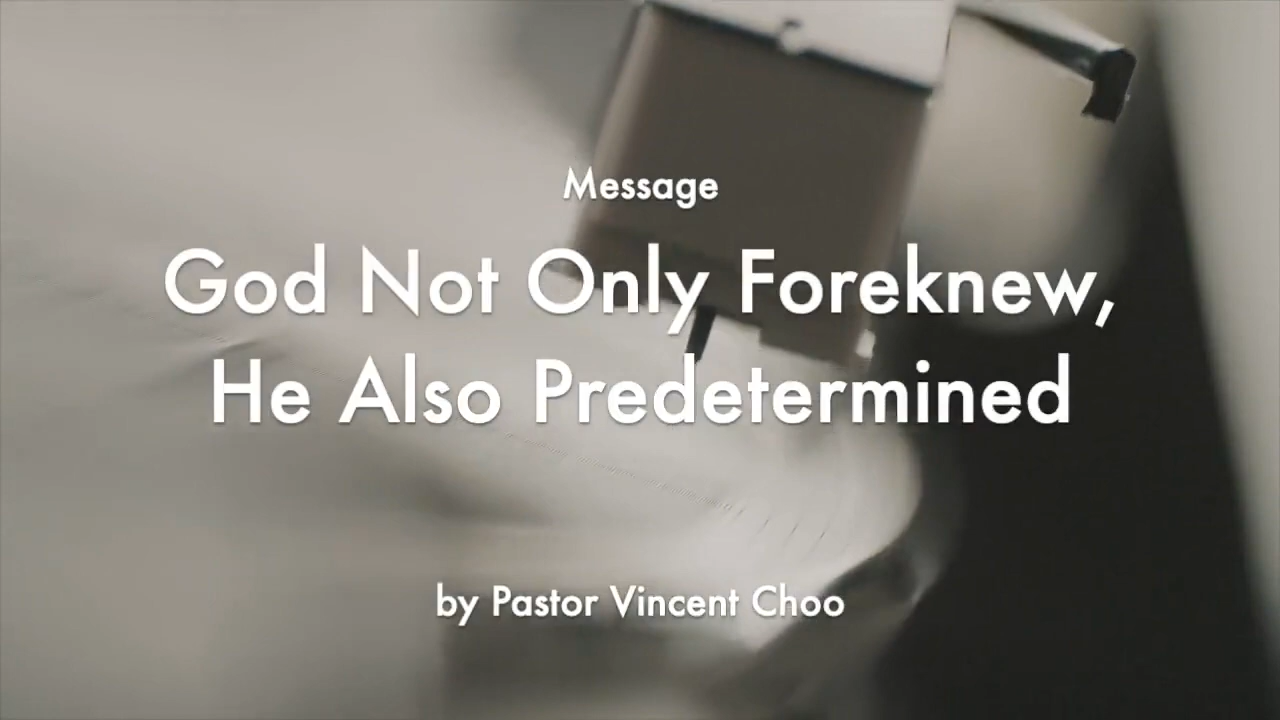 Message
God Not Only Foreknew,
He Also Predetermined
by Pastor Vincent Choo